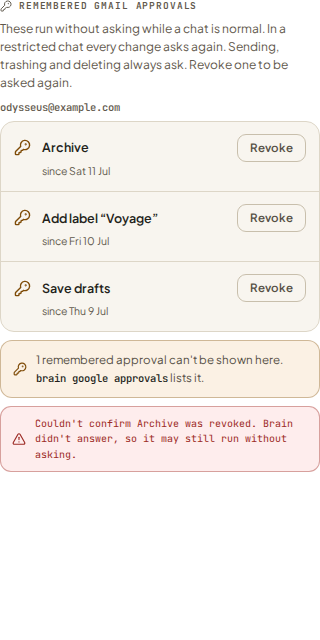 REMEMBERED GMAIL APPROVALS
These run without asking while a chat is normal. In a
restricted chat every change asks again. Sending,
trashing and deleting always ask. Revoke one to be
asked again.
odysseus@example.com
Archive
Revoke
since Sat 11 Jul
Add label “Voyage”
Revoke
since Fri 10 Jul
Save drafts
Revoke
since Thu 9 Jul
1 remembered approval can't be shown here.
brain google approvals lists it.
Couldn't confirm Archive was revoked. Brain
didn't answer, so it may still run without
asking.